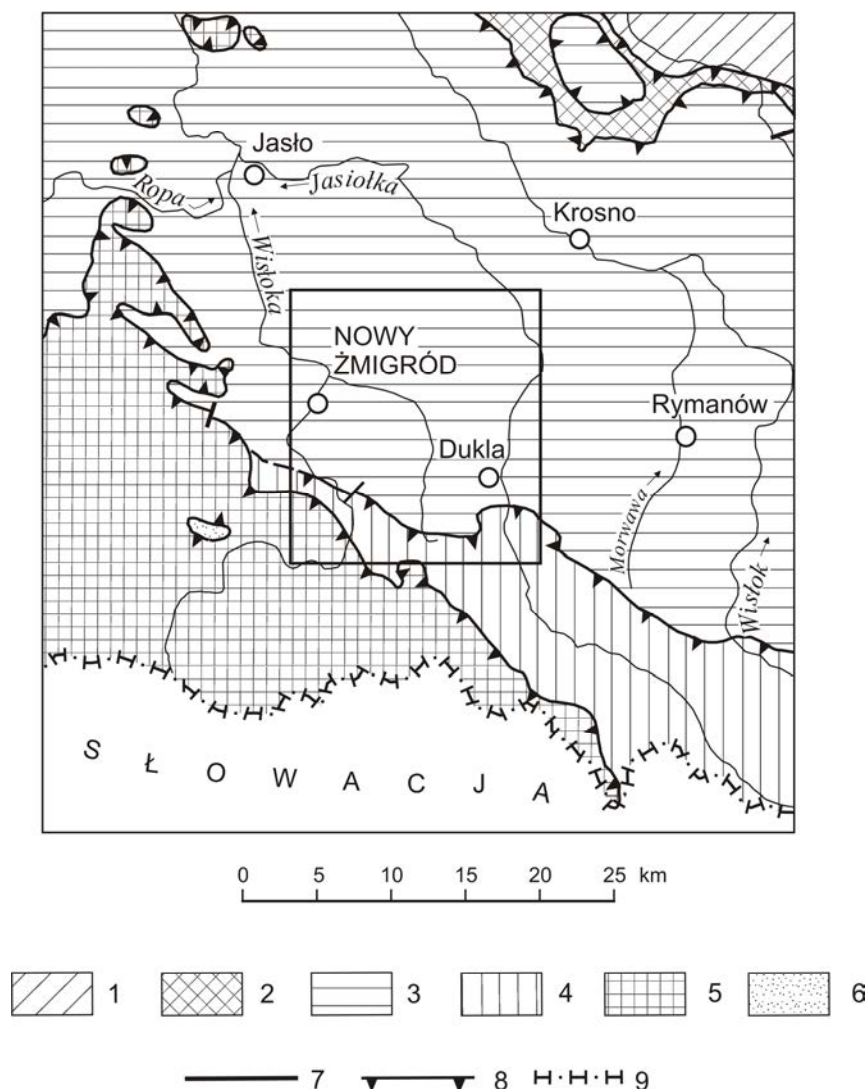 Jasło
Ropa
Jasiołka
Krosno
Wisłoka
NOWY
ŻMIGRÓD
Rymanów
Dukla
Morwawa
Wisłok
SŁOWACJA
0 5 10 15 20 25 km
1 2 3 4 5 6
7 8 9